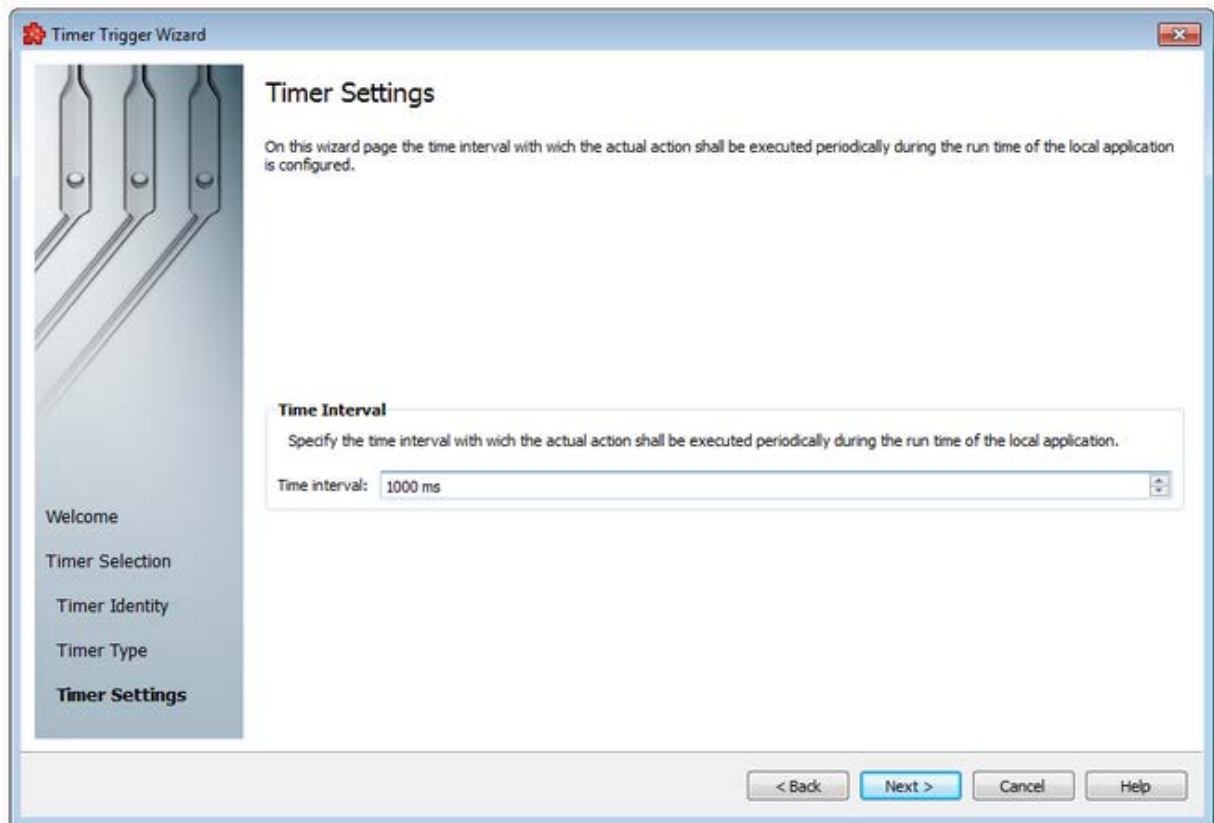 Timer Trigger Wizard
Timer Settings
On this wizard page the time interval with wich the actual action shall be executed periodically during the run time of the local application
is configured.
Time Interval
Specify the time interval with wich the actual action shall be executed periodically during the run time of the local application.
Time interval: 1000 ms
Welcome
Timer Selection
Timer Identity
Timer Type
Timer Settings
< Back Next > Cancel Help